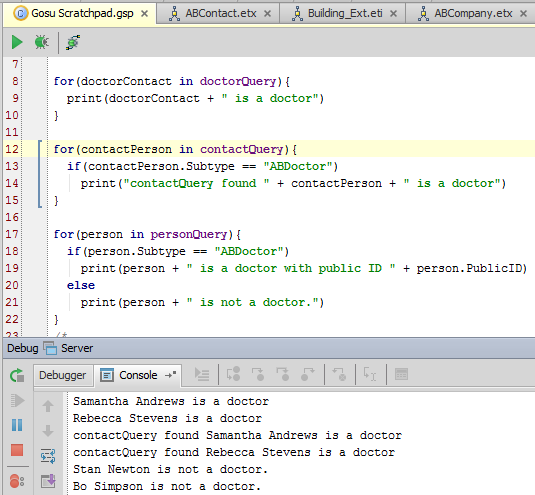 Gosu Scratchpad.gsp × ABContact.etx × Building_Ext.eti × ABCompany.etx ×
7
8 for(doctorContact in doctorQuery){
9 print(doctorContact + " is a doctor")
10 }
11
12 for(contactPerson in contactQuery){
13 if(contactPerson.Subtype == "ABDoctor")
14 print("contactQuery found " + contactPerson + " is a doctor")
15 }
16
17 for(person in personQuery){
18 if(person.Subtype == "ABDoctor")
19 print(person + " is a doctor with public ID " + person.PublicID)
20 else
21 print(person + " is not a doctor.")
22 }
23 /*
Debug Server
Debugger Console
Samantha Andrews is a doctor
Rebecca Stevens is a doctor
contactQuery found Samantha Andrews is a doctor
contactQuery found Rebecca Stevens is a doctor
Stan Newton is not a doctor.
Bo Simpson is not a doctor.